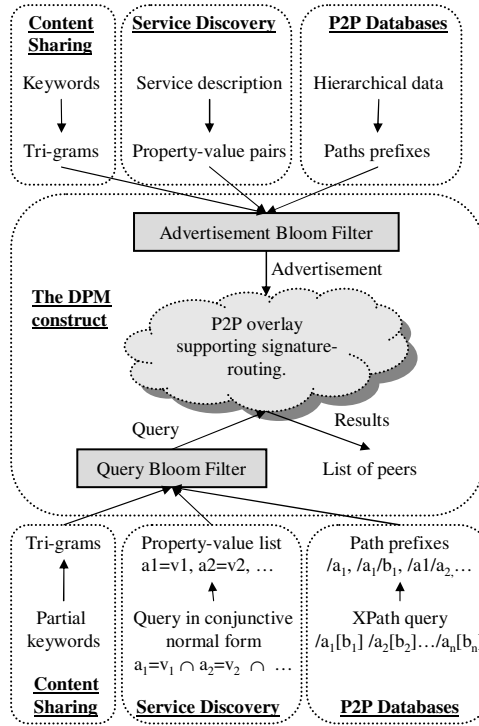 Content
Sharing
Keywords
Tri-grams
Service Discovery
Service description
Property-value pairs
P2P Databases
Hierarchical data
Paths prefixes
Advertisement Bloom Filter
Advertisement
The DPM
construct
P2P overlay
supporting signature-
routing.
Query
Results
Query Bloom Filter
List of peers
Tri-grams
Partial
keywords
Content
Sharing
Property-value list
a1=v1, a2=v2, …
Query in conjunctive
normal form
a₁=v₁ ∩ a₂=v₂ ∩ …
Service Discovery
Path prefixes
/a₁, /a₁/b₁, /a1/a₂,…
XPath query
/a₁[b₁] /a₂[b₂]…/aₙ[bₙ]
P2P Databases